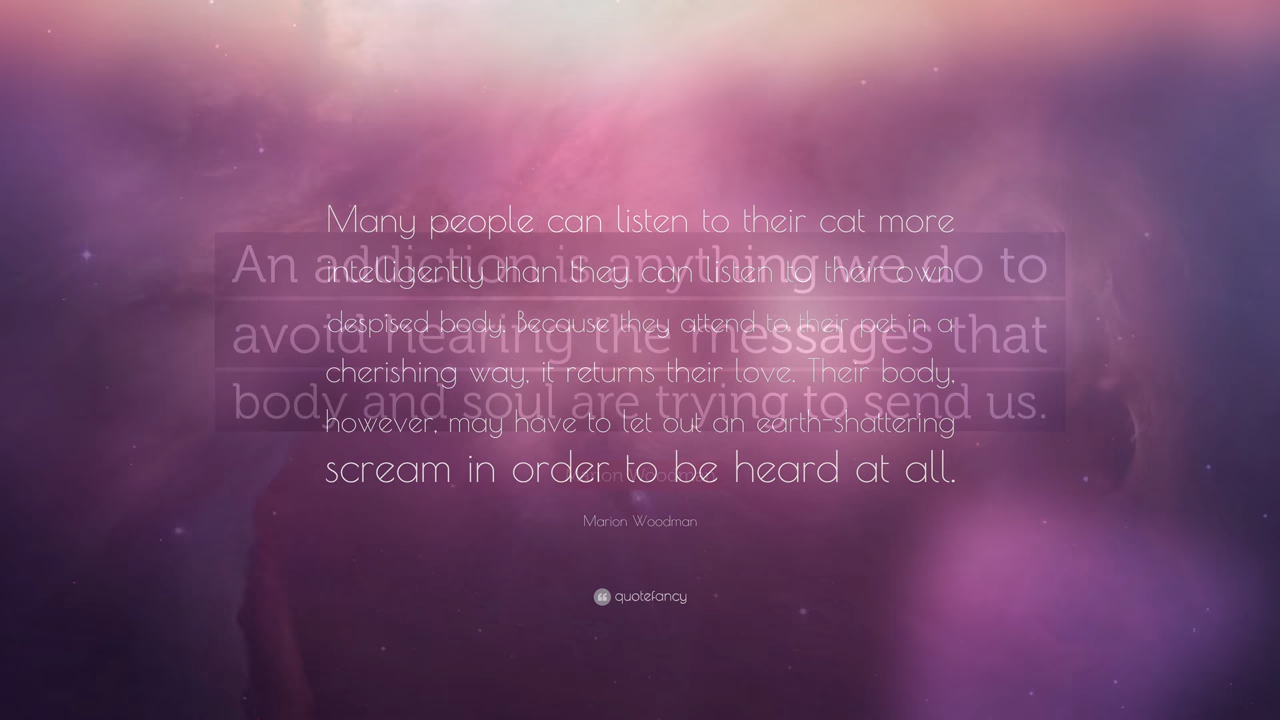 Many people can listen to their cat more
intelligently than they can listen to their own
despised body. Because they attend to their pet in a
cherishing way, it returns their love. Their body,
however, may have to let out an earth-shattering
scream in order to be heard at all.
An addiction is anything we do to
avoid hearing the messages that
body and soul are trying to send us.
Marion Woodman
Marion Woodman
quotefancy